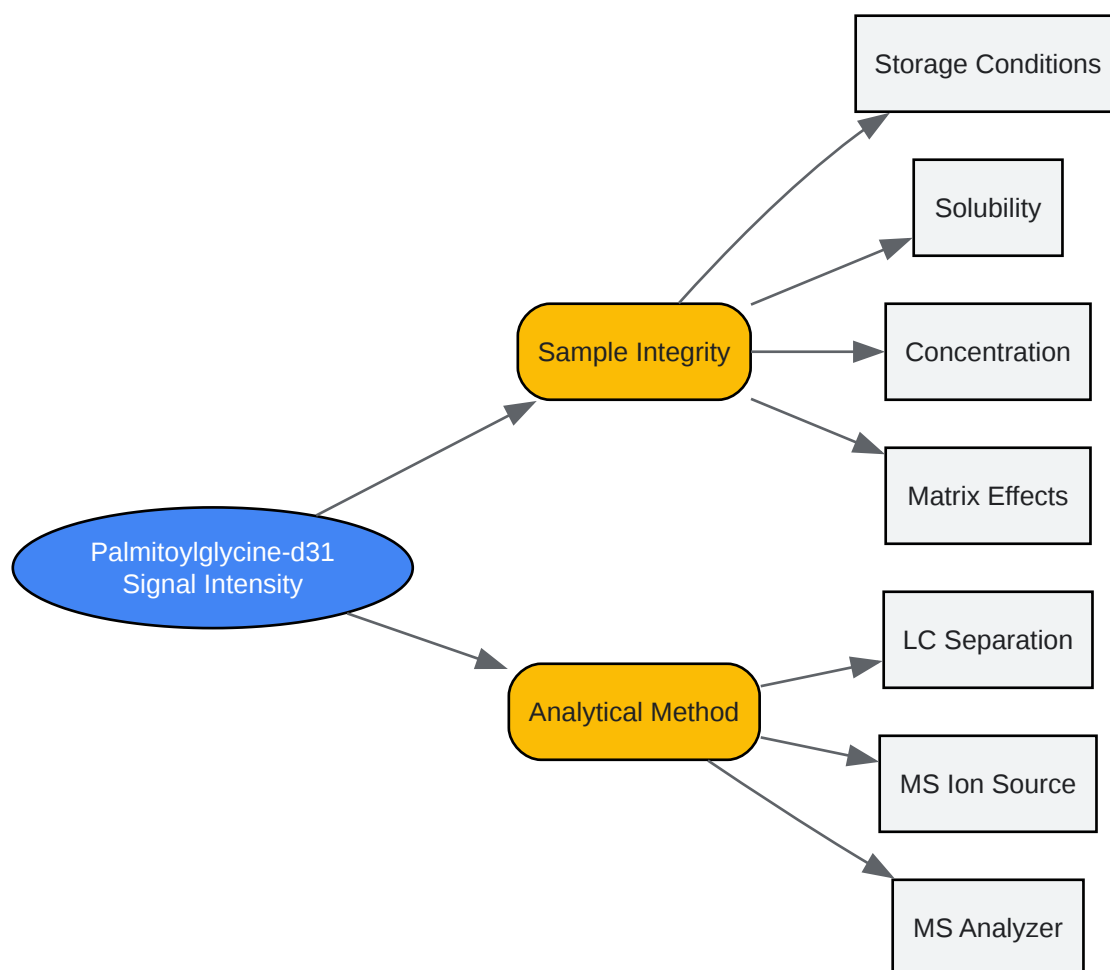 Storage Conditions
Solubility
Sample Integrity
Concentration
Matrix Effects
Palmitoylglycine-d31
Signal Intensity
LC Separation
Analytical Method
MS Ion Source
MS Analyzer